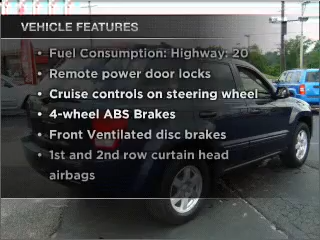 VEHICLE FEATURES
• Fuel Consumption: Highway: 20
• Remote power door locks
• Cruise controls on steering wheel
• 4-wheel ABS Brakes
• Front Ventilated disc brakes
• 1st and 2nd row curtain head
airbags